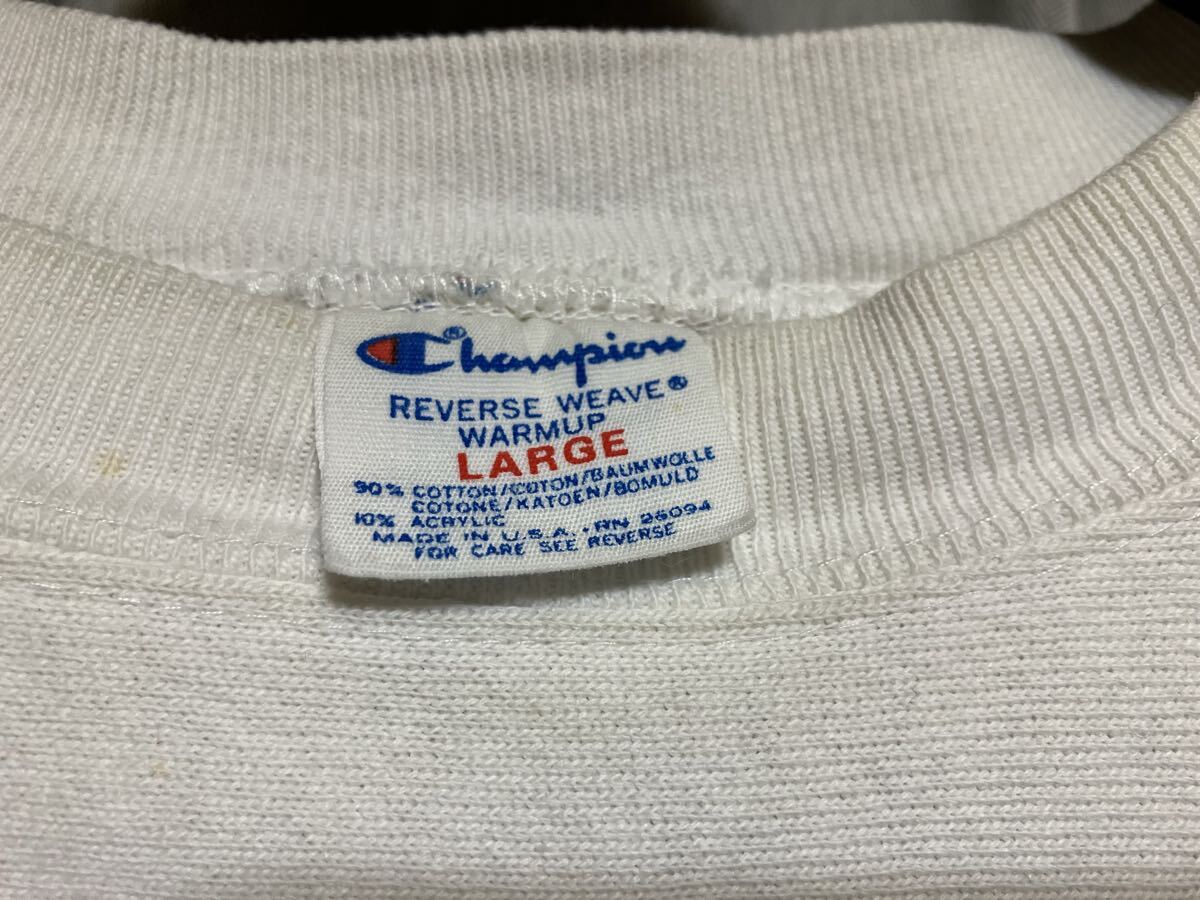 Champion®
REVERSE WEAVE®
WARMUP
LARGE
90% COTTON/COTON/BAUMWOLLE
COTONE/KATOEN/BOMULD
10% ACRYLIC
MADE IN U.S.A. · RN 26094
FOR CARE SEE REVERSE